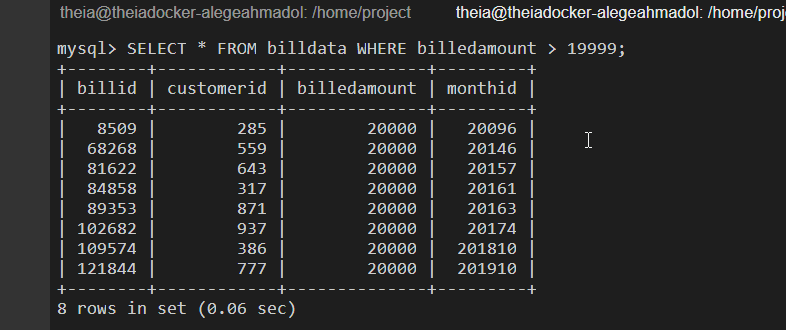 theia@theiadocker-alegeahmadol: /home/project theia@theiadocker-alegeahmadol: /home/proj
mysql> SELECT * FROM billdata WHERE billedamount > 19999;
+--------+------------+--------------+---------+
| billid | customerid | billedamount | monthid |
+--------+------------+--------------+---------+
|   8509 |        285 |        20000 |   20096 |
|  68268 |        559 |        20000 |   20146 |
|  81622 |        643 |        20000 |   20157 |
|  84858 |        317 |        20000 |   20161 |
|  89353 |        871 |        20000 |   20163 |
| 102682 |        937 |        20000 |   20174 |
| 109574 |        386 |        20000 |  201810 |
| 121844 |        777 |        20000 |  201910 |
+--------+------------+--------------+---------+
8 rows in set (0.06 sec)